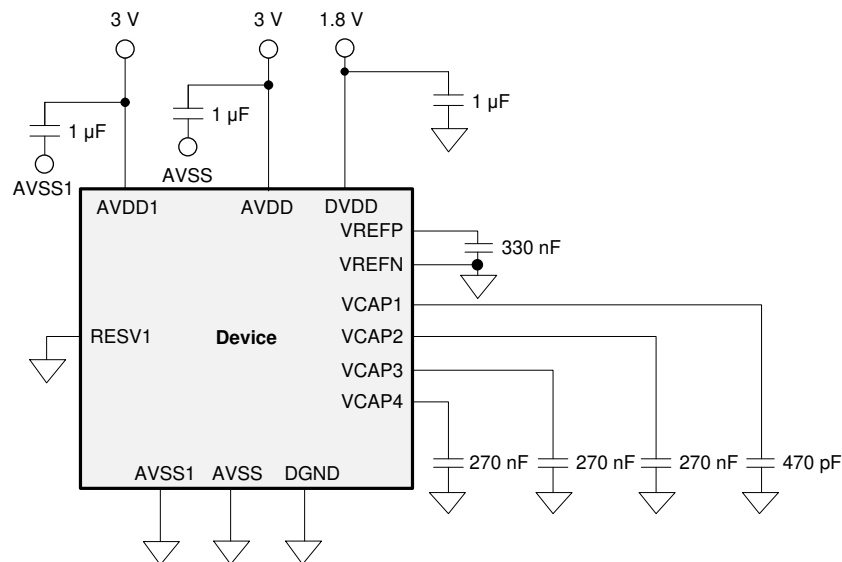 3 V
3 V
1.8 V
1 µF
1 µF
1 µF
AVSS1
AVSS
AVDD1
AVDD
DVDD
VREFP
330 nF
VREFN
VCAP1
RESV1
Device
VCAP2
VCAP3
VCAP4
270 nF
270 nF
270 nF
470 pF
AVSS1
AVSS
DGND